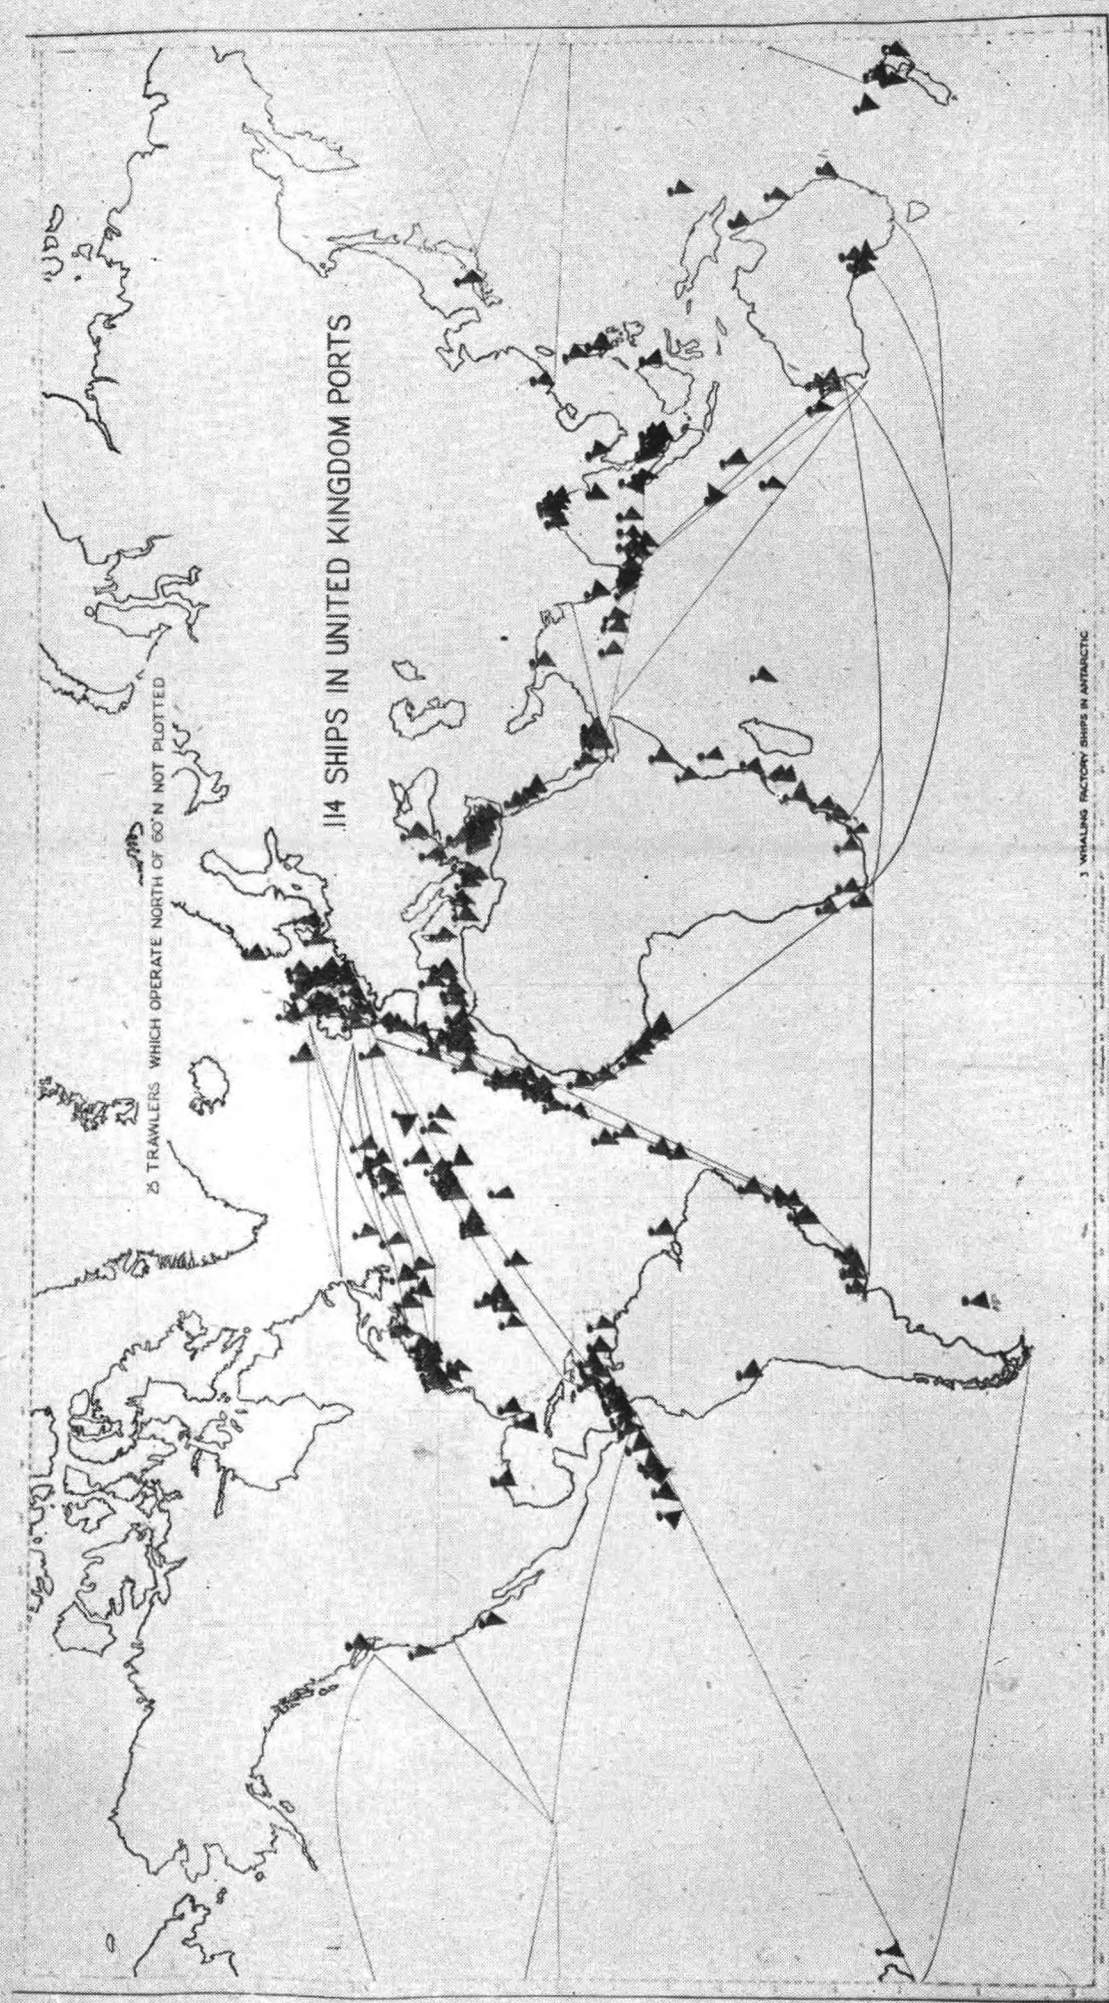 25 TRAWLERS WHICH OPERATE NORTH OF 60°N NOT PLOTTED
114 SHIPS IN UNITED KINGDOM PORTS
3 WHALING FACTORY SHIPS IN ANTARCTIC